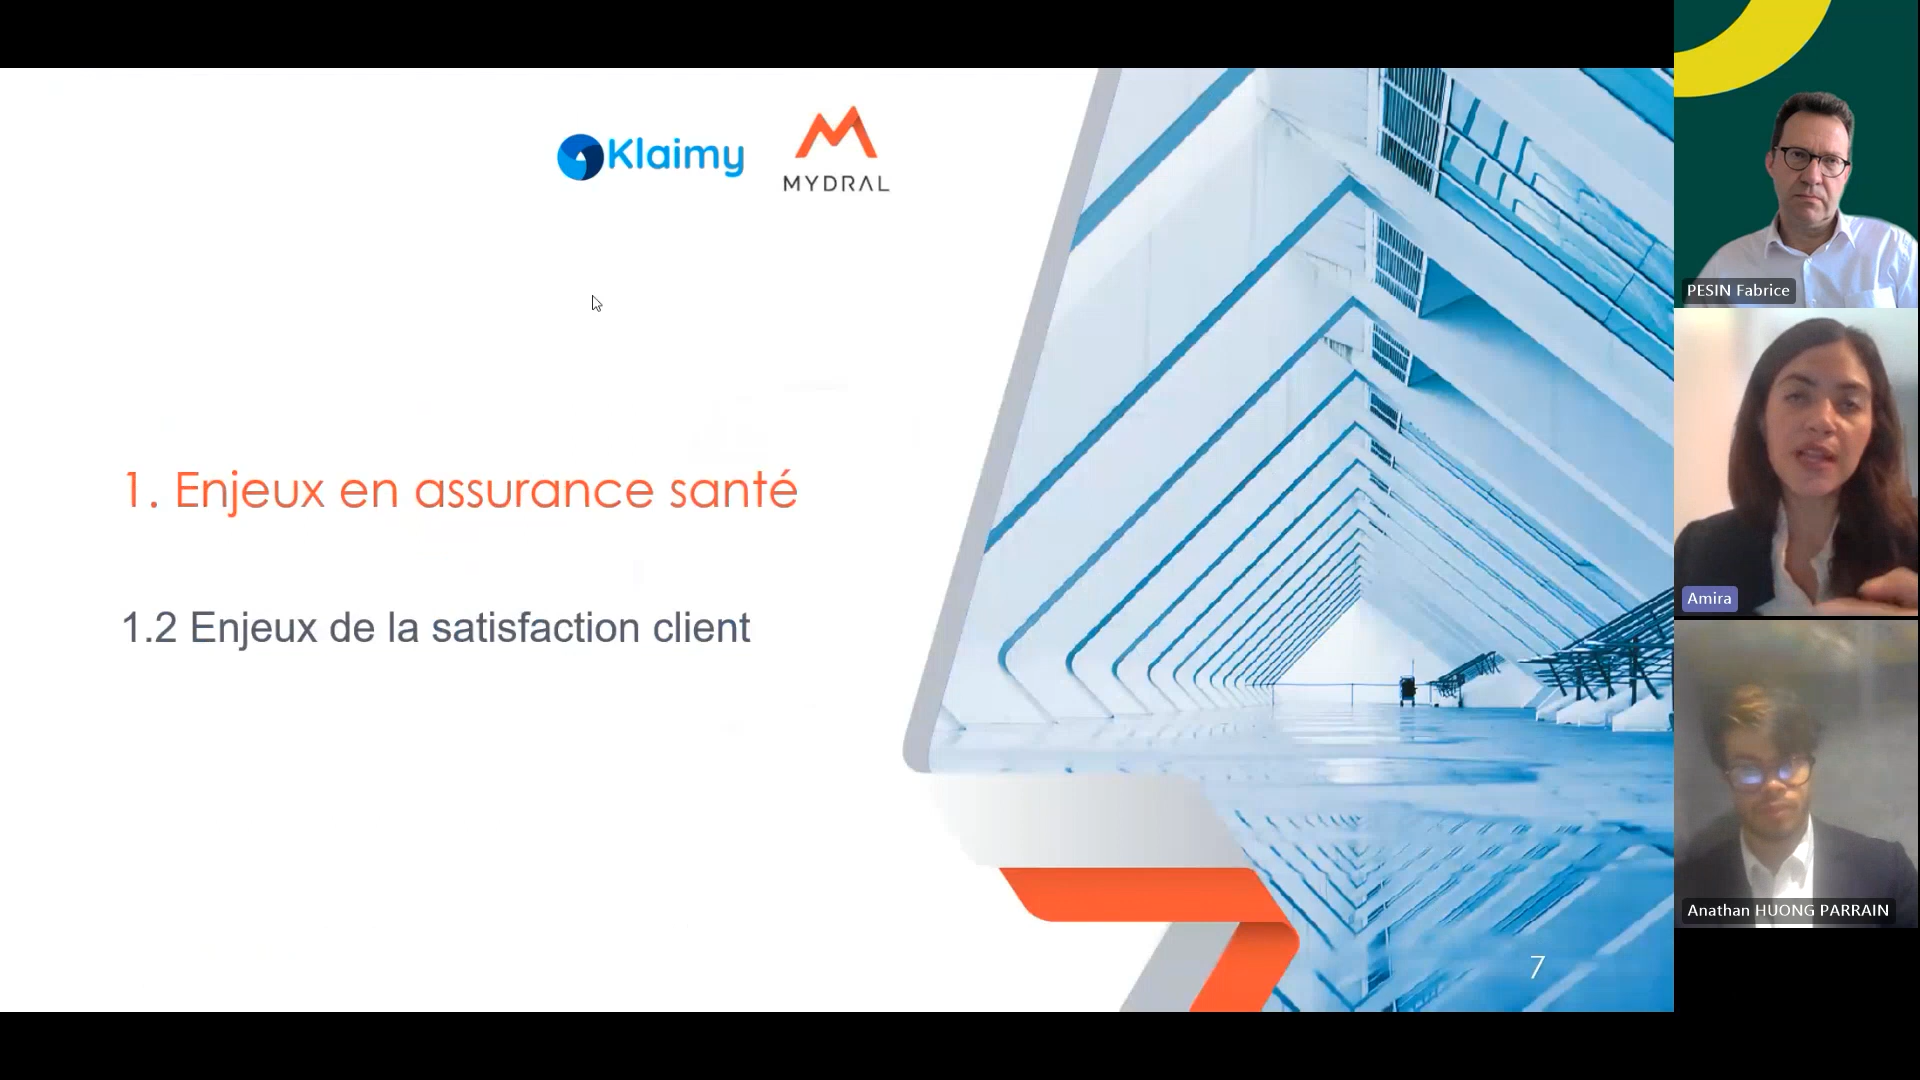 Klaimy
MYDRAL
1. Enjeux en assurance santé
1.2 Enjeux de la satisfaction client
7
PESIN Fabrice
Amira
Anathan HUONG PARRAIN